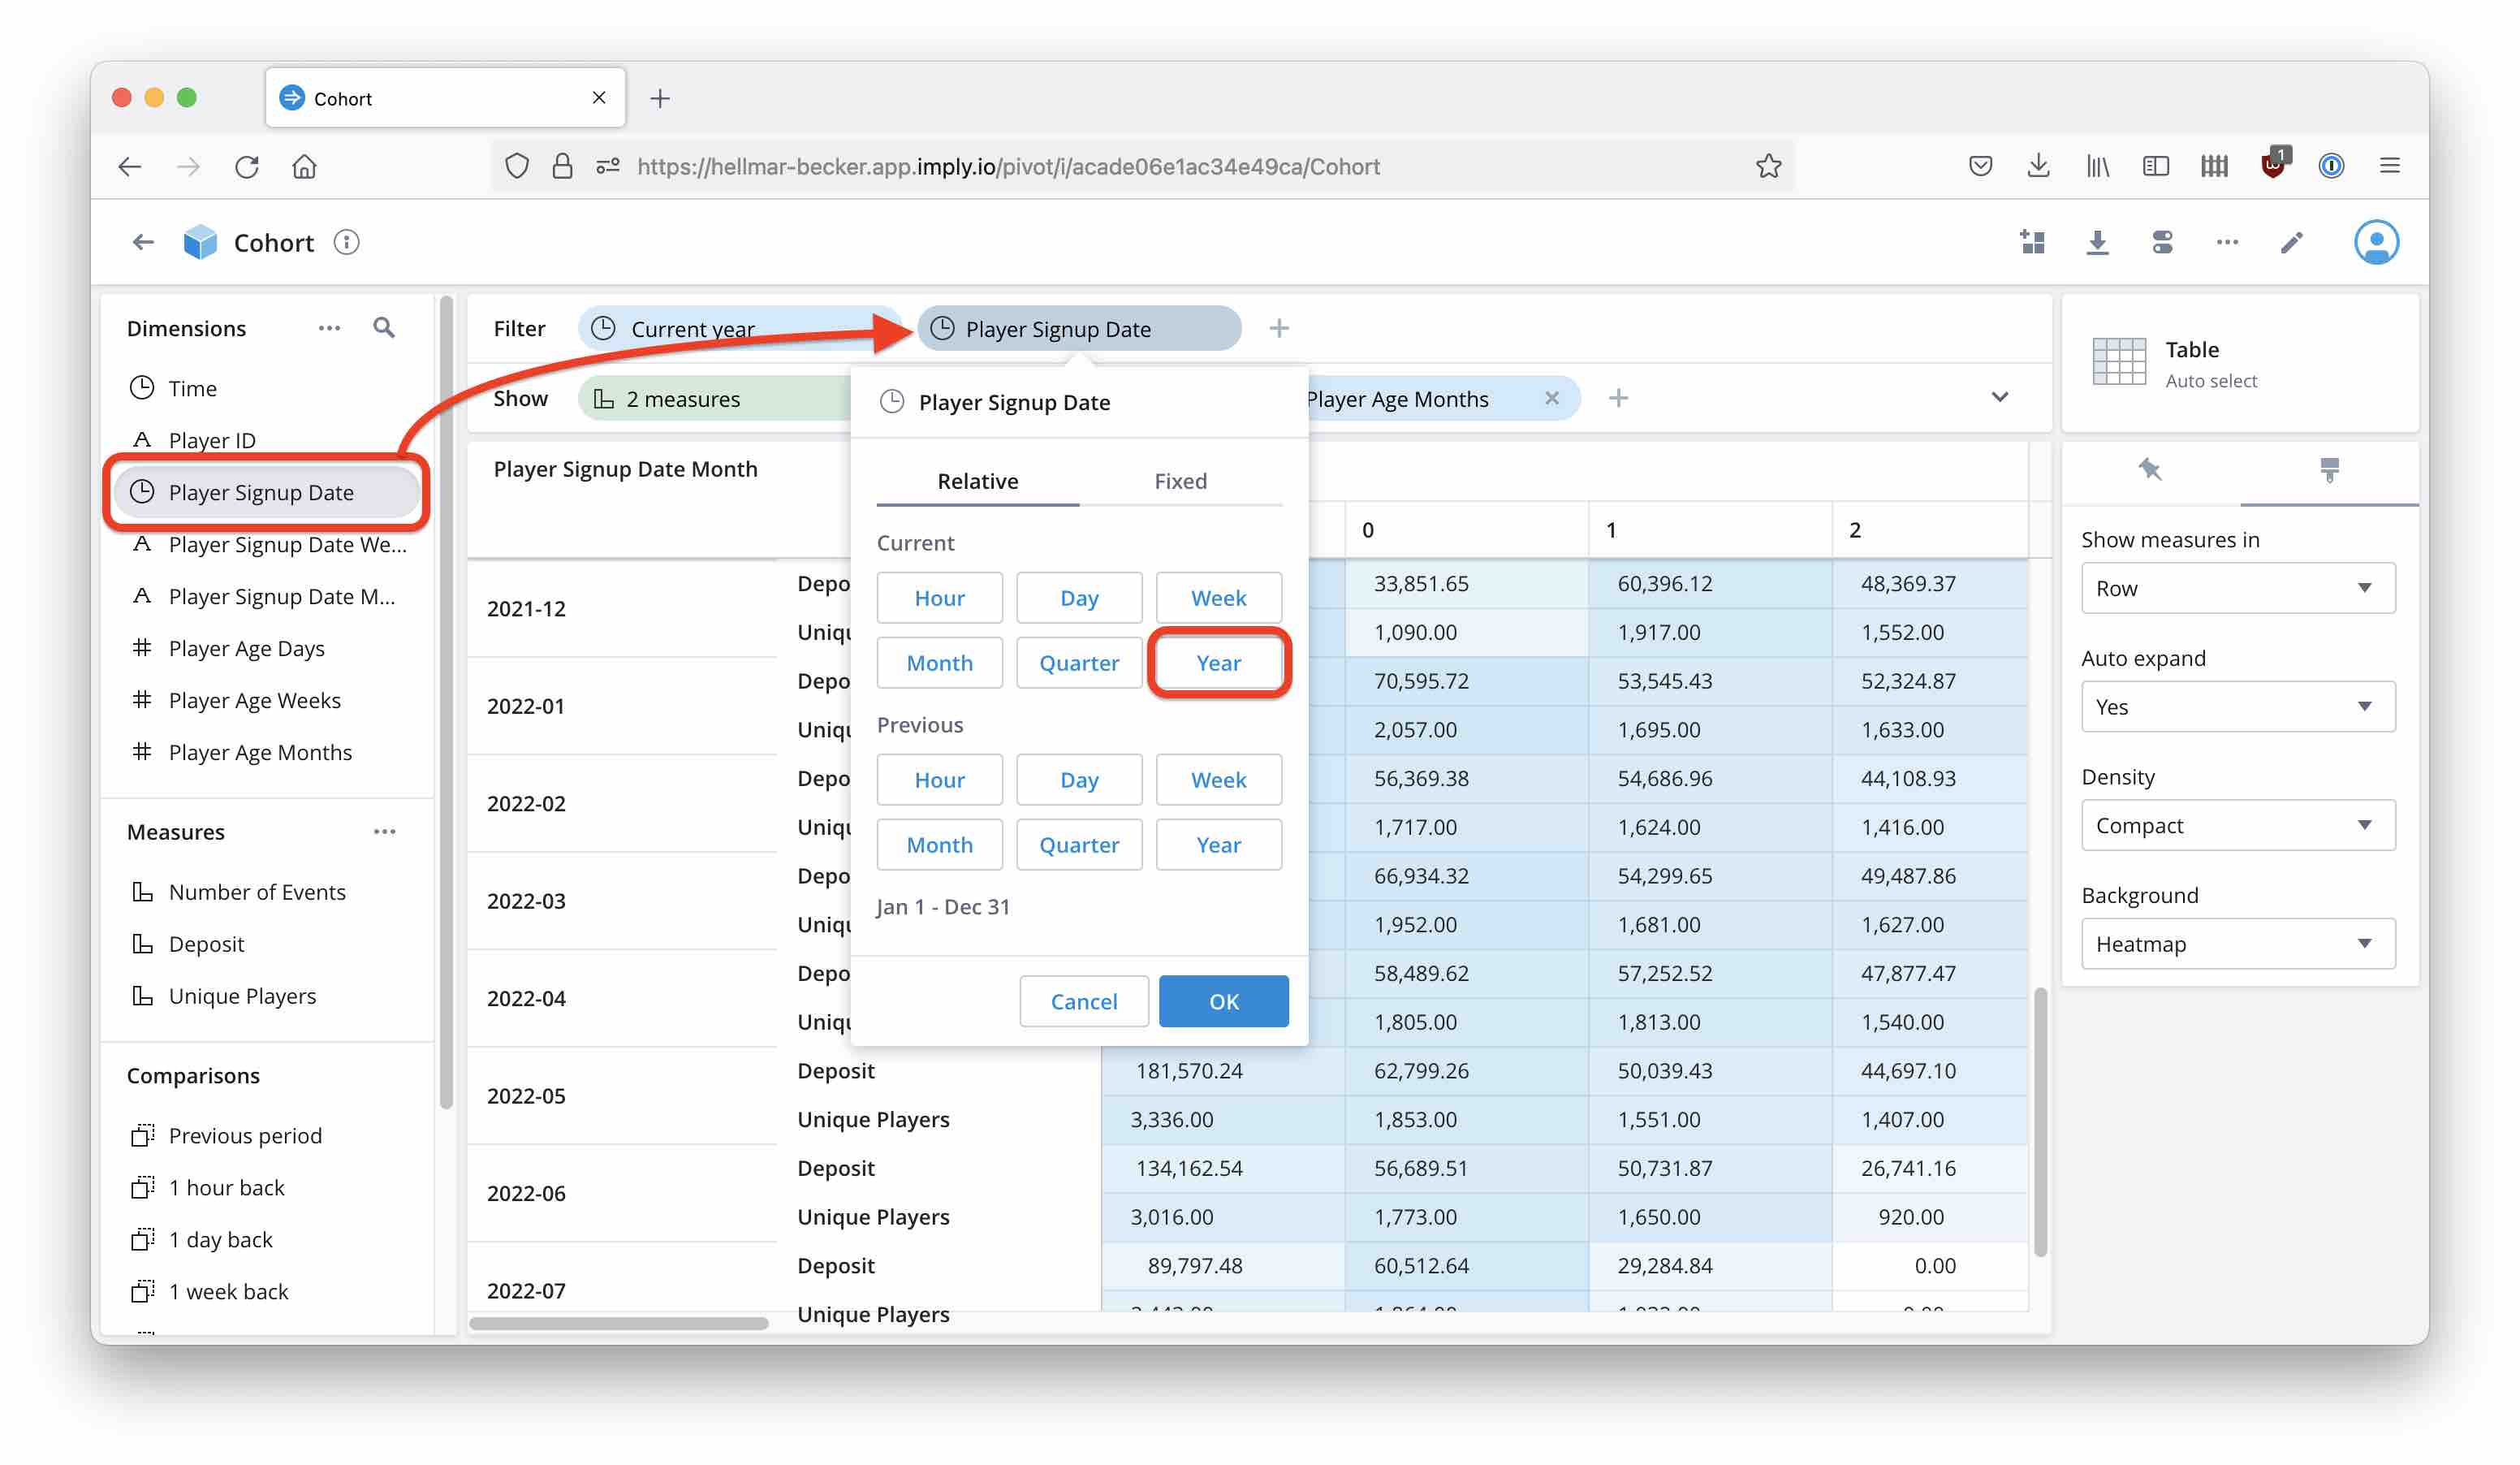 Cohort
https://hellmar-becker.app.imply.io/pivot/i/acade06e1ac34e49ca/Cohort
1
Cohort
Dimensions
Time
Player ID
Player Signup Date
Player Signup Date We...
Player Signup Date M...
Player Age Days
Player Age Weeks
Player Age Months
Measures
Number of Events
Deposit
Unique Players
Comparisons
Previous period
1 hour back
1 day back
1 week back
Filter
Current year
Player Signup Date
Show
2 measures
Player Age Months
Player Signup Date
Relative
Fixed
Current
Hour Day Week
Month Quarter Year
Previous
Hour Day Week
Month Quarter Year
Jan 1 - Dec 31
Cancel OK
Player Signup Date Month
0 1 2
2021-12
Depo 33,851.65 60,396.12 48,369.37
Uniqu 1,090.00 1,917.00 1,552.00
2022-01
Depo 70,595.72 53,545.43 52,324.87
Uniqu 2,057.00 1,695.00 1,633.00
2022-02
Depo 56,369.38 54,686.96 44,108.93
Uniqu 1,717.00 1,624.00 1,416.00
2022-03
Depo 66,934.32 54,299.65 49,487.86
Uniqu 1,952.00 1,681.00 1,627.00
2022-04
Depo 58,489.62 57,252.52 47,877.47
Uniqu 1,805.00 1,813.00 1,540.00
2022-05
Deposit 181,570.24 62,799.26 50,039.43 44,697.10
Unique Players 3,336.00 1,853.00 1,551.00 1,407.00
2022-06
Deposit 134,162.54 56,689.51 50,731.87 26,741.16
Unique Players 3,016.00 1,773.00 1,650.00 920.00
2022-07
Deposit 89,797.48 60,512.64 29,284.84 0.00
Unique Players
Table
Auto select
Show measures in
Row
Auto expand
Yes
Density
Compact
Background
Heatmap